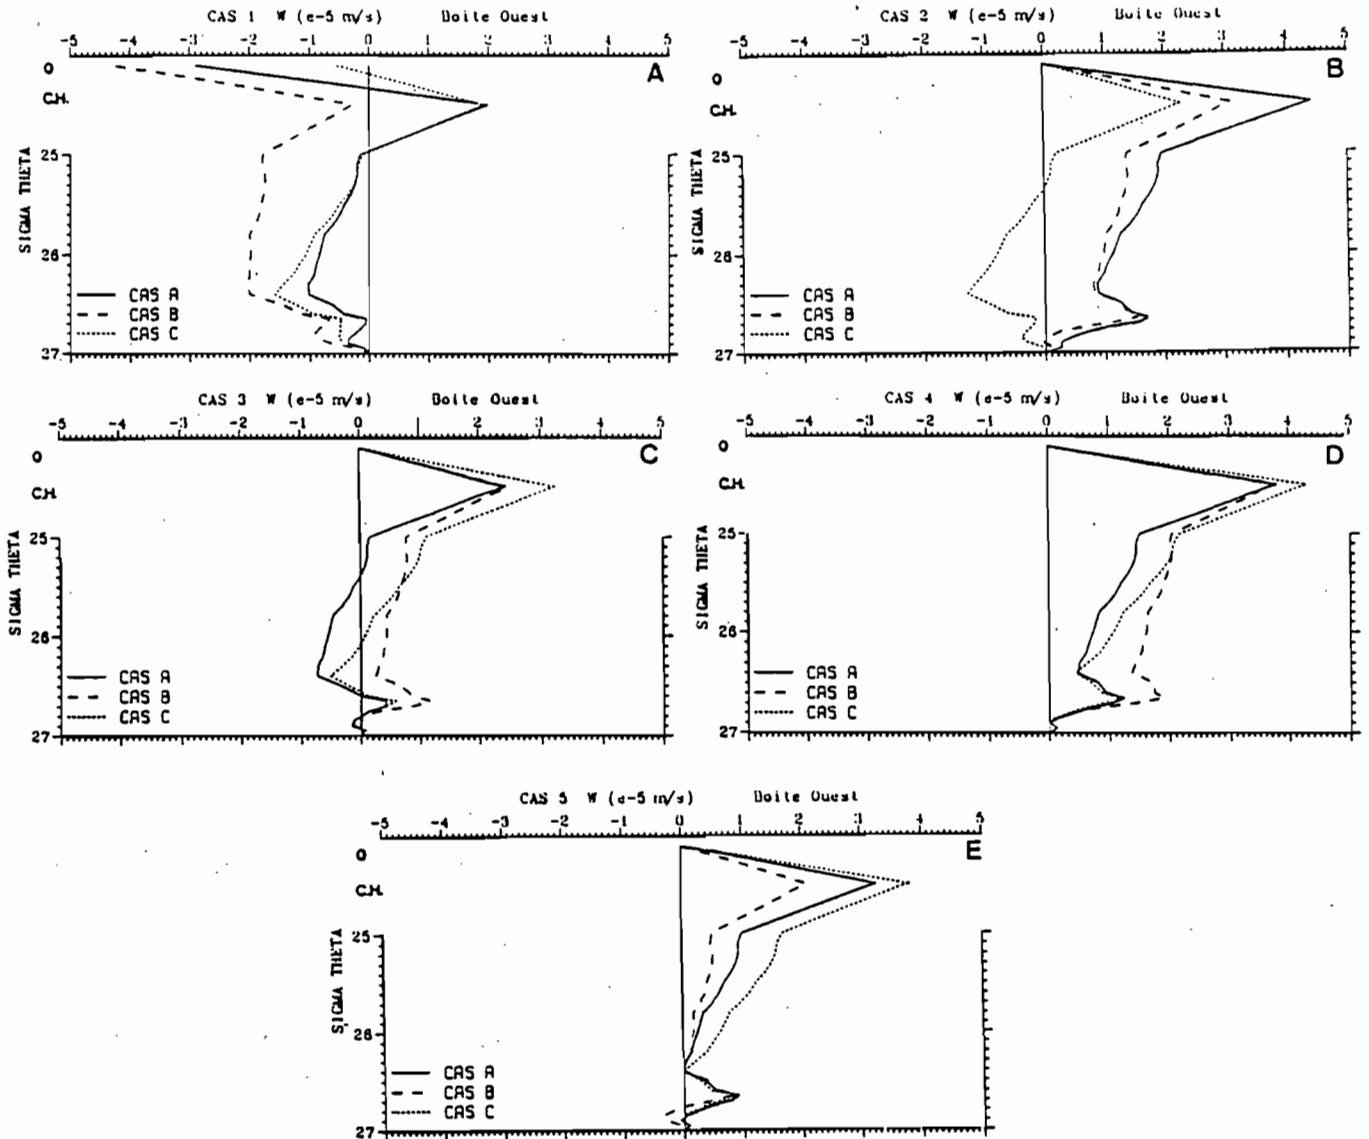 CAS 1 W (e-5 m/s) Boite Ouest
-5 -4 -3 -2 -1 0 1 2 3 4 5
A
0
C.H.
SIGMA THETA
25
26
27
CAS A
CAS B
CAS C
CAS 2 W (e-5 m/s) Boite Ouest
-5 -4 -3 -2 -1 0 1 2 3 4 5
B
0
C.H.
SIGMA THETA
25
26
27
CAS A
CAS B
CAS C
CAS 3 W (e-5 m/s) Boite Ouest
-5 -4 -3 -2 -1 0 1 2 3 4 5
C
0
C.H.
SIGMA THETA
25
26
27
CAS A
CAS B
CAS C
CAS 4 W (e-5 m/s) Boite Ouest
-5 -4 -3 -2 -1 0 1 2 3 4 5
D
0
C.H.
SIGMA THETA
25
26
27
CAS A
CAS B
CAS C
CAS 5 W (e-5 m/s) Boite Ouest
-5 -4 -3 -2 -1 0 1 2 3 4 5
E
0
C.H.
SIGMA THETA
25
26
27
CAS A
CAS B
CAS C